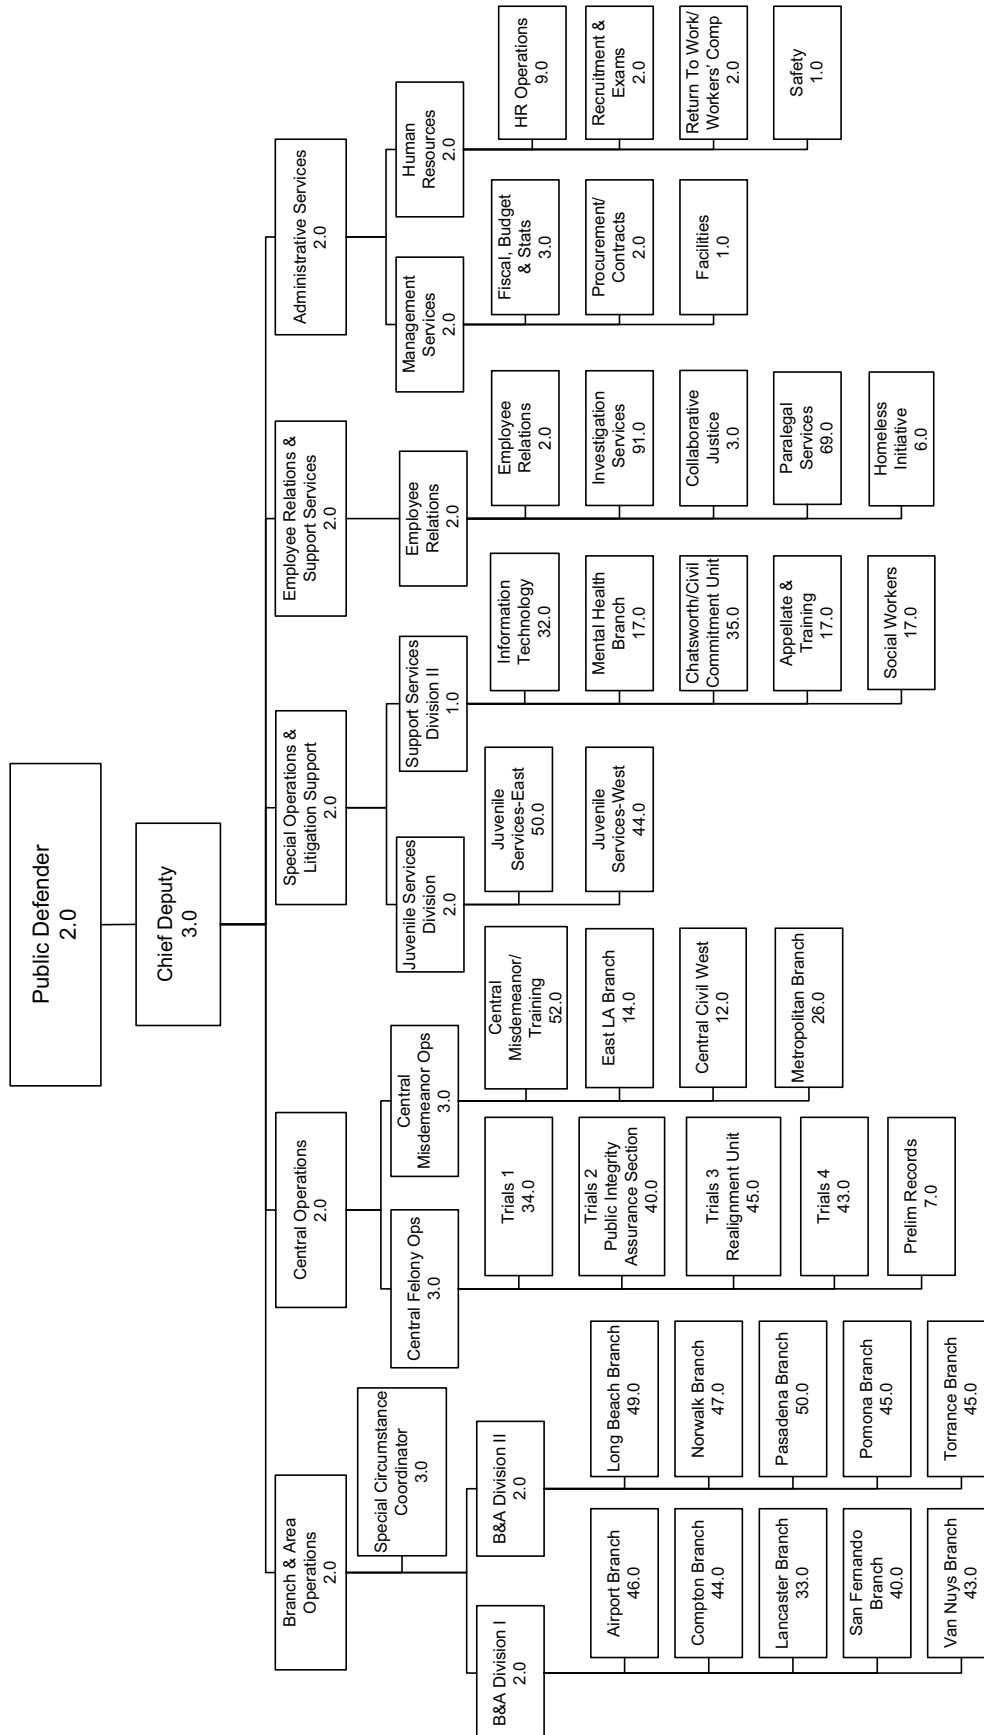 Public Defender
2.0
Chief Deputy
3.0
Branch & Area
Operations
2.0
Special Circumstance
Coordinator
3.0
B&A Division I
2.0
Airport Branch
46.0
Compton Branch
44.0
Lancaster Branch
33.0
San Fernando
Branch
40.0
Van Nuys Branch
43.0
B&A Division II
2.0
Long Beach Branch
49.0
Norwalk Branch
47.0
Pasadena Branch
50.0
Pomona Branch
45.0
Torrance Branch
45.0
Central Operations
2.0
Central Felony Ops
3.0
Trials 1
34.0
Trials 2
Public Integrity
Assurance Section
40.0
Trials 3
Realignment Unit
45.0
Trials 4
43.0
Prelim Records
7.0
Central
Misdemeanor Ops
3.0
Central
Misdemeanor/
Training
52.0
East LA Branch
14.0
Central Civil West
12.0
Metropolitan Branch
26.0
Special Operations &
Litigation Support
2.0
Juvenile Services
Division
2.0
Juvenile
Services-East
50.0
Juvenile
Services-West
44.0
Support Services
Division II
1.0
Information
Technology
32.0
Mental Health
Branch
17.0
Chatsworth/Civil
Commitment Unit
35.0
Appellate &
Training
17.0
Social Workers
17.0
Employee Relations &
Support Services
2.0
Employee
Relations
2.0
Employee
Relations
2.0
Investigation
Services
91.0
Collaborative
Justice
3.0
Paralegal
Services
69.0
Homeless
Initiative
6.0
Administrative Services
2.0
Management
Services
2.0
Fiscal, Budget
& Stats
3.0
Procurement/
Contracts
2.0
Facilities
1.0
Human
Resources
2.0
HR Operations
9.0
Recruitment &
Exams
2.0
Return To Work/
Workers' Comp
2.0
Safety
1.0